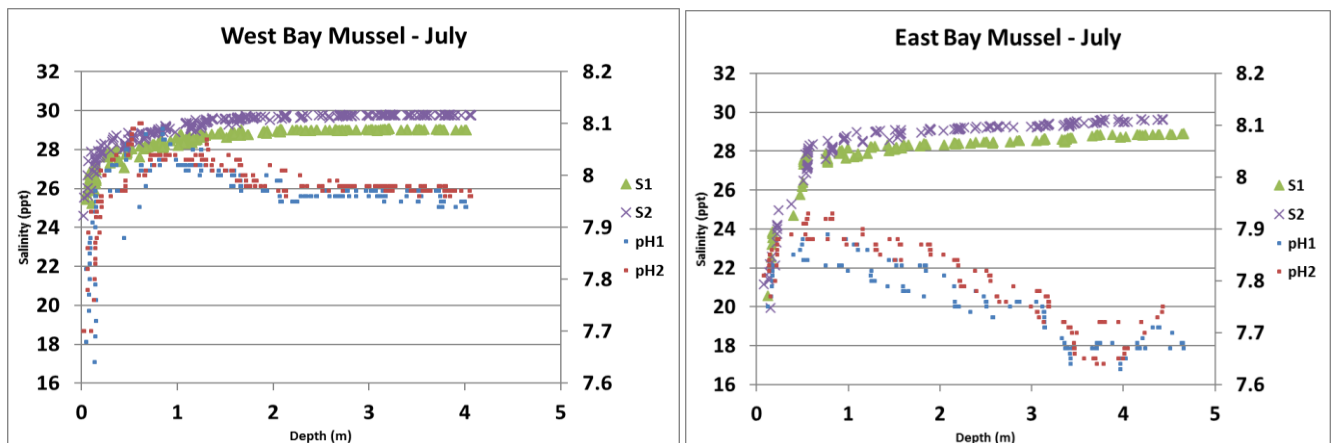 West Bay Mussel - July
32
30
28
26
24
22
20
18
16
Salinity (ppt)
8.2
8.1
8
7.9
7.8
7.7
7.6
0 1 2 3 4 5
Depth (m)
S1
S2
pH1
pH2
East Bay Mussel - July
32
30
28
26
24
22
20
18
16
Salinity (ppt)
8.2
8.1
8
7.9
7.8
7.7
7.6
0 1 2 3 4 5
Depth (m)
S1
S2
pH1
pH2